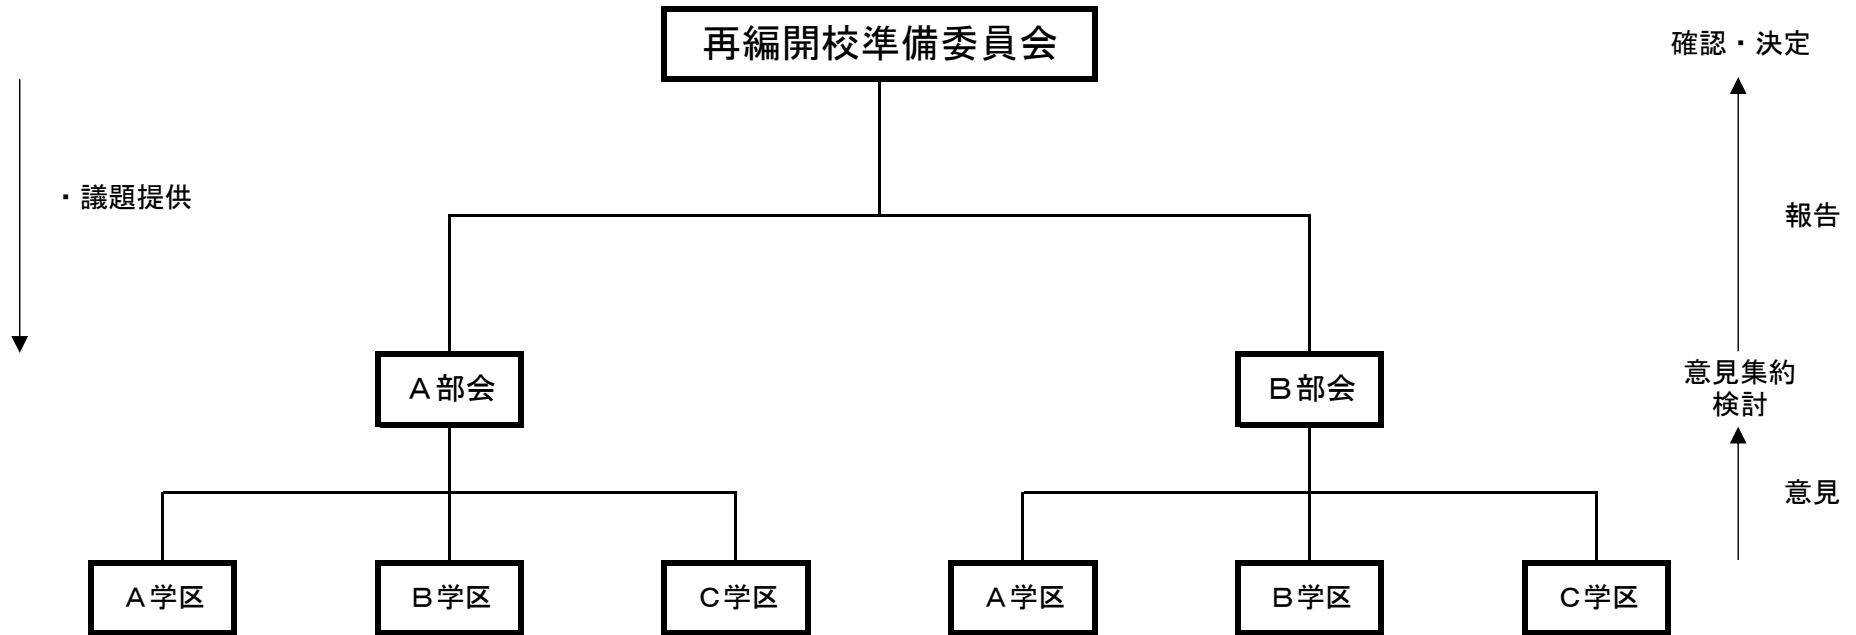 再編開校準備委員会
確認・決定
・議題提供
報告
Ａ部会
Ｂ部会
意見集約
検討
意見
Ａ学区
Ｂ学区
Ｃ学区
Ａ学区
Ｂ学区
Ｃ学区